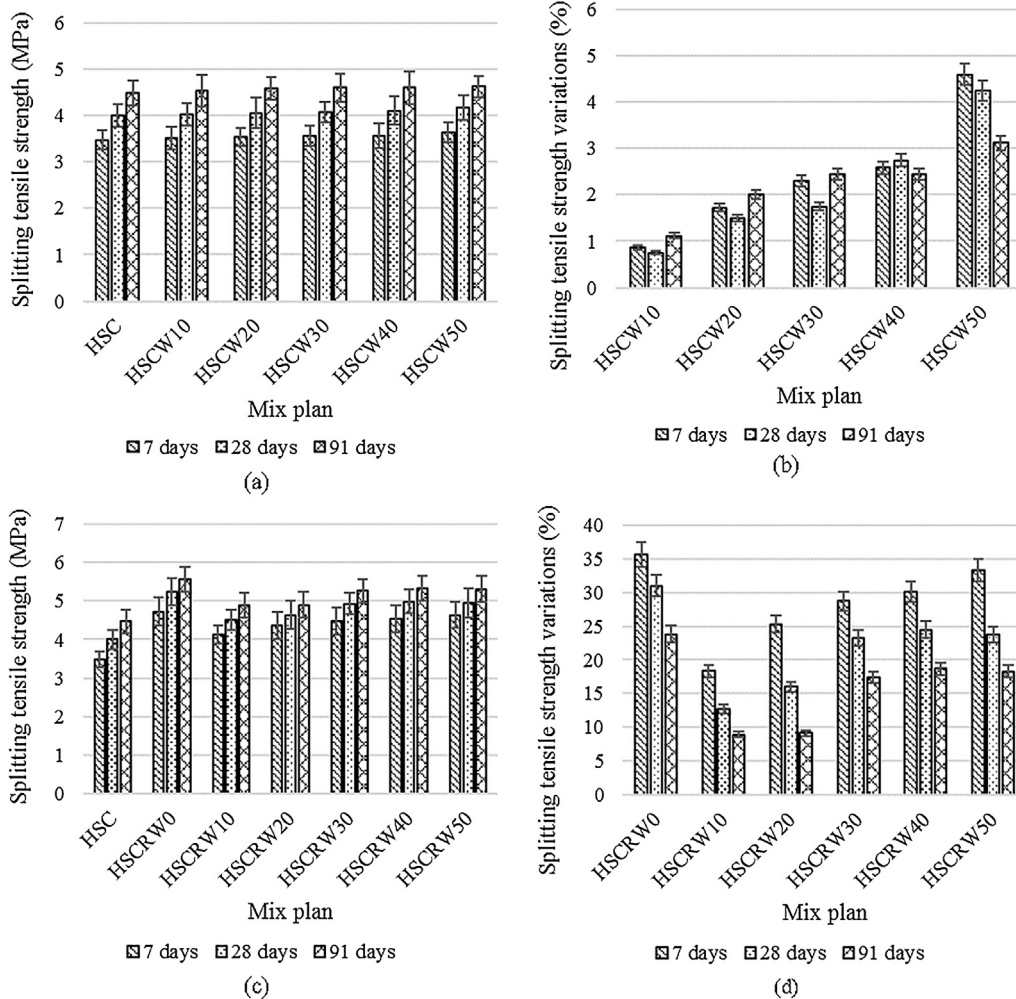 Splitting tensile strength (MPa)
6
5
4
3
2
1
0
HSC
HSCW10
HSCW20
HSCW30
HSCW40
HSCW50
Mix plan
7 days 28 days 91 days
(a)
Splitting tensile strength variations (%)
6
5
4
3
2
1
0
HSCW10
HSCW20
HSCW30
HSCW40
HSCW50
Mix plan
7 days 28 days 91 days
(b)
Splitting tensile strength (MPa)
7
6
5
4
3
2
1
0
HSC
HSCRW0
HSCRW10
HSCRW20
HSCRW30
HSCRW40
HSCRW50
Mix plan
7 days 28 days 91 days
(c)
Splitting tensile strength variations (%)
40
35
30
25
20
15
10
5
0
HSCRW0
HSCRW10
HSCRW20
HSCRW30
HSCRW40
HSCRW50
Mix plan
7 days 28 days 91 days
(d)